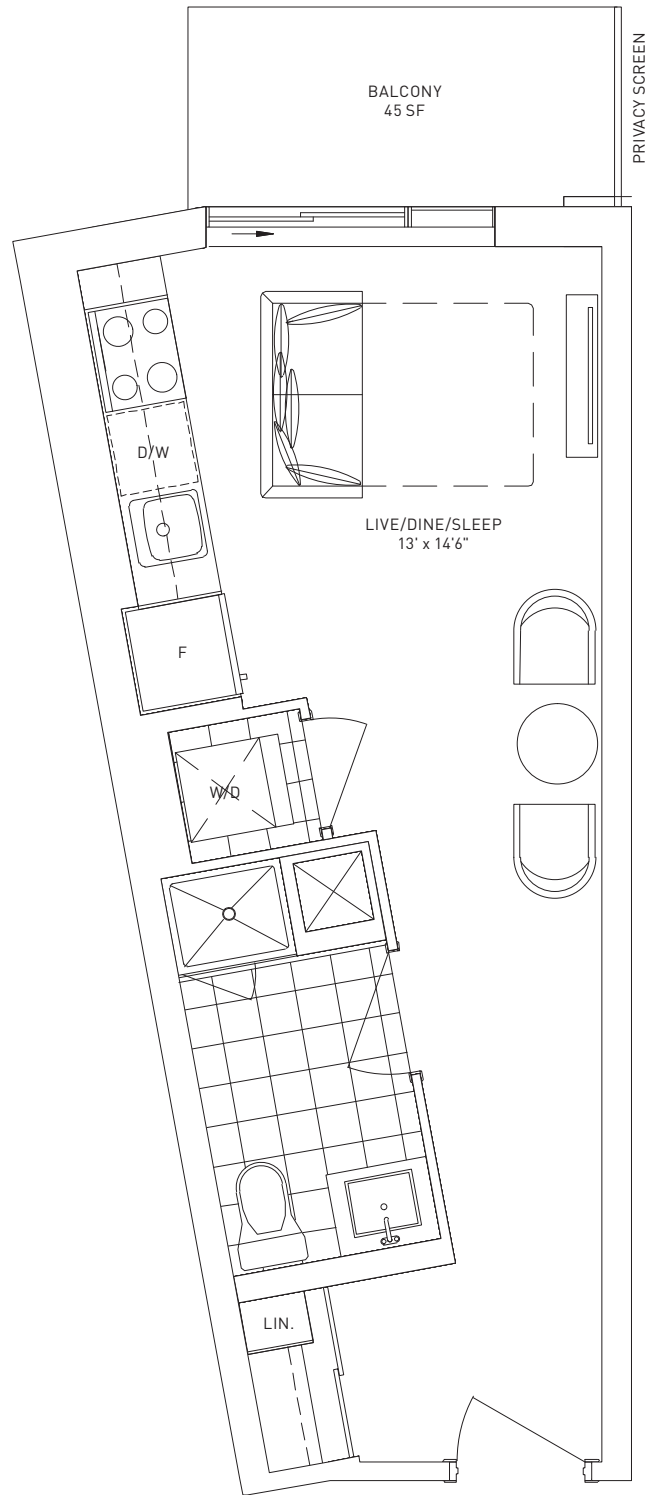 BALCONY
45 SF
PRIVACY SCREEN
D/W
LIVE/DINE/SLEEP
13' x 14'6"
F
W/D
LIN.